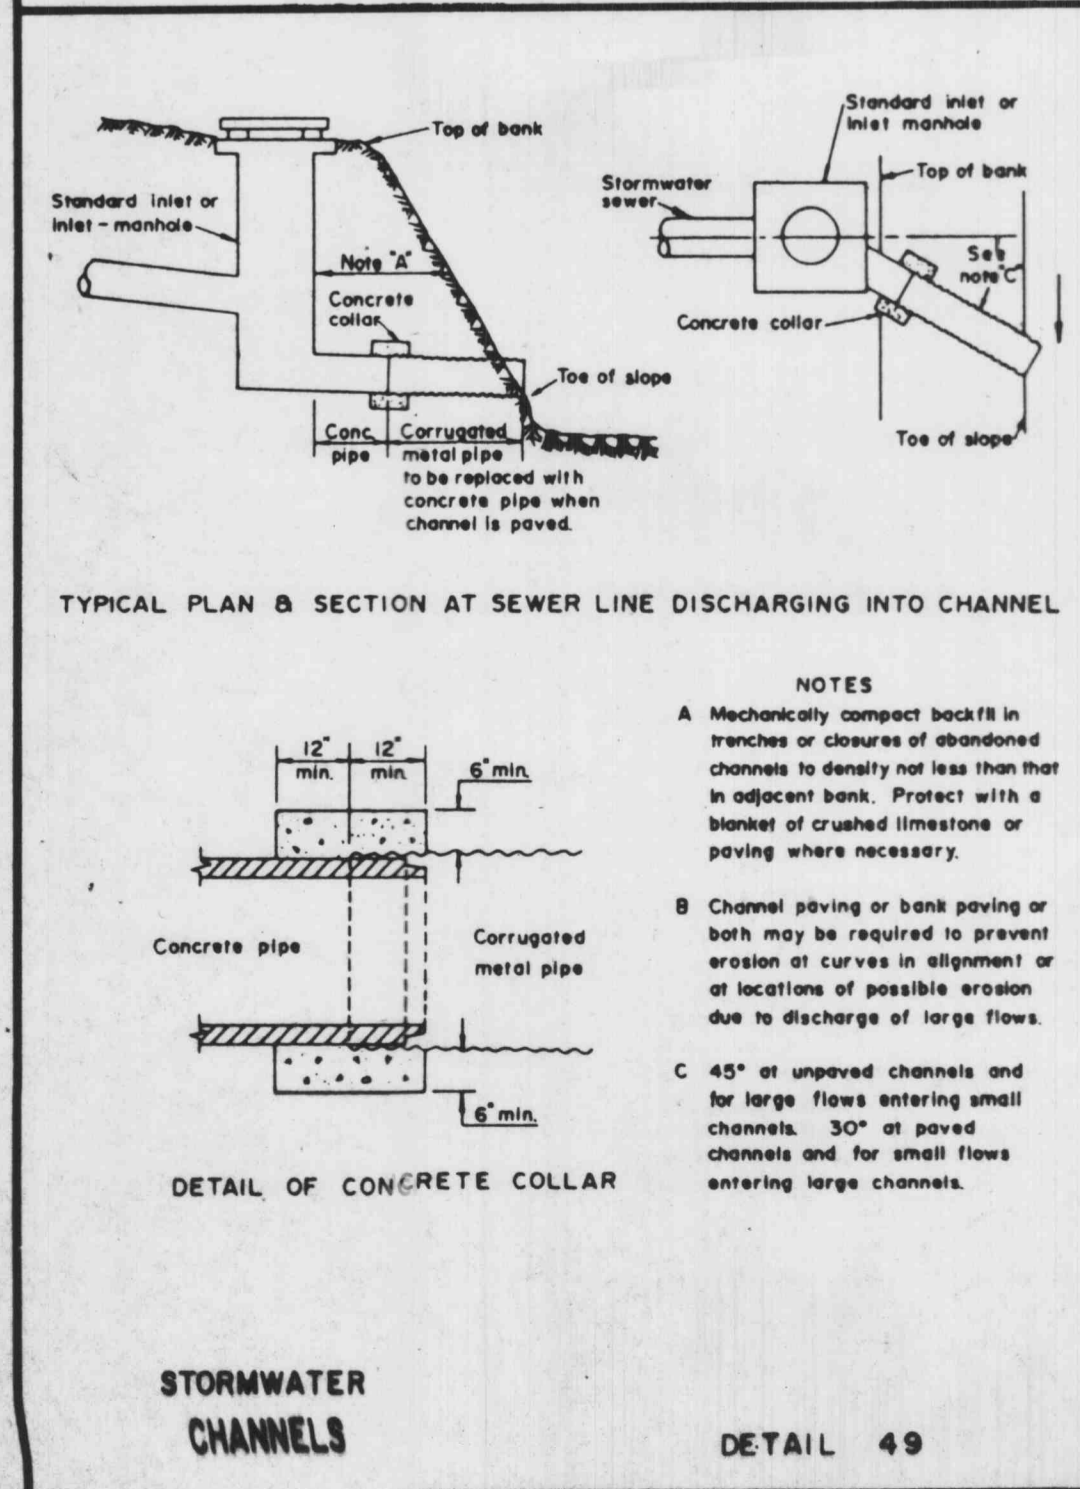 Top of bank
Standard inlet or
inlet-manhole
Note "A"
Concrete
collar
Toe of slope
Conc.
pipe
Corrugated
metal pipe
to be replaced with
concrete pipe when
channel is paved.
Standard inlet or
inlet manhole
Top of bank
Stormwater
sewer
See
note "C"
Concrete collar
Toe of slope
TYPICAL PLAN & SECTION AT SEWER LINE DISCHARGING INTO CHANNEL
12"
min.
12"
min.
6" min.
Concrete pipe
Corrugated
metal pipe
6" min.
DETAIL OF CONCRETE COLLAR
NOTES
A Mechanically compact backfill in
trenches or closures of abandoned
channels to density not less than that
in adjacent bank. Protect with a
blanket of crushed limestone or
paving where necessary.
B Channel paving or bank paving or
both may be required to prevent
erosion at curves in alignment or
at locations of possible erosion
due to discharge of large flows.
C 45° at unpaved channels and
for large flows entering small
channels. 30° at paved
channels and for small flows
entering large channels.
STORMWATER
CHANNELS
DETAIL 49